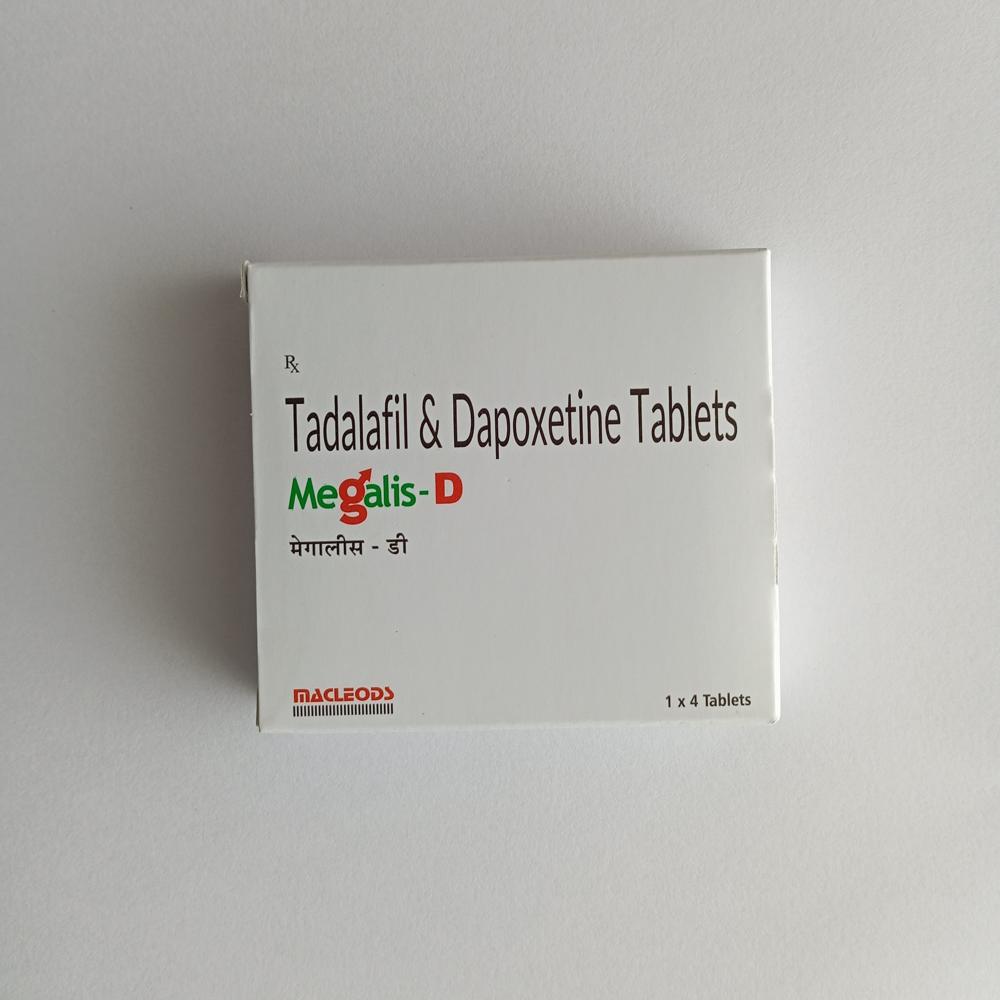 Rx
Tadalafil & Dapoxetine Tablets
Megalis-D
मेगालीस - डी
MACLEODS
1 x 4 Tablets